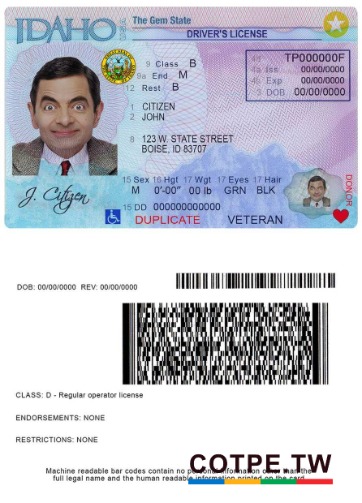 IDAHO The Gem State
DRIVER'S LICENSE
9 Class B
9a End M
12 Rest B
TP000000F
4a Iss 00/00/0000
4b Exp 00/00/0000
3 DOB 00/00/0000
1 CITIZEN
2 JOHN
8 123 W. STATE STREET
BOISE, ID 83707
15 Sex 16 Hgt 17 Wgt 17 Eyes 17 Hair
M 0'-00" 00 lb GRN BLK
15 DD 000000000000
DUPLICATE VETERAN
DONOR
J. Citizen
DOB: 00/00/0000 REV: 00/00/0000
CLASS: D - Regular operator license
ENDORSEMENTS: NONE
RESTRICTIONS: NONE
Machine readable bar codes contain no personal information other than the
full legal name and the human readable information printed on the card
COTPE.TW